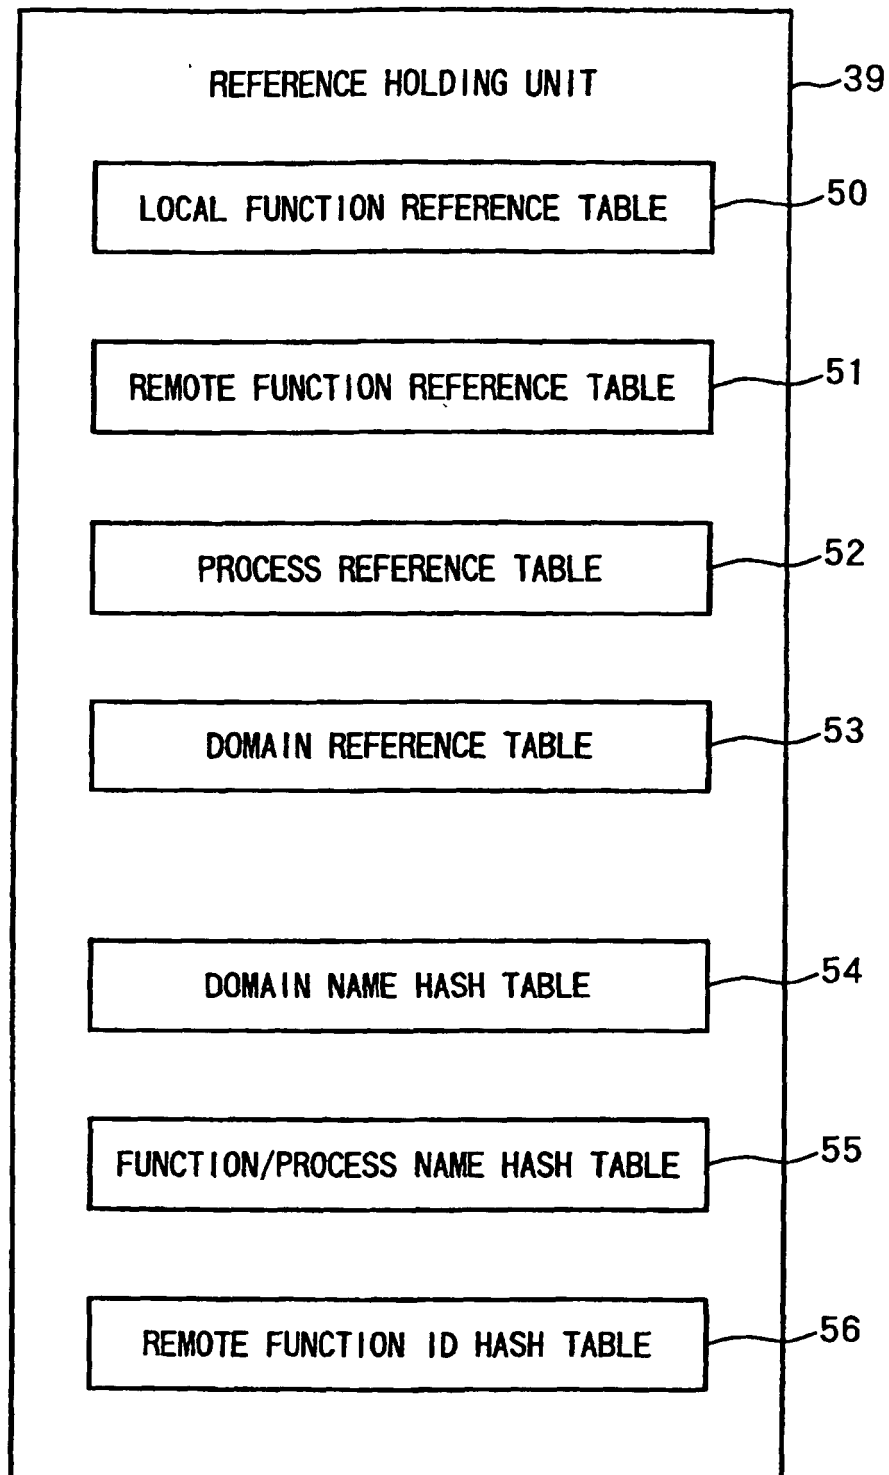 REFERENCE HOLDING UNIT
39
LOCAL FUNCTION REFERENCE TABLE
50
REMOTE FUNCTION REFERENCE TABLE
51
PROCESS REFERENCE TABLE
52
DOMAIN REFERENCE TABLE
53
DOMAIN NAME HASH TABLE
54
FUNCTION/PROCESS NAME HASH TABLE
55
REMOTE FUNCTION ID HASH TABLE
56